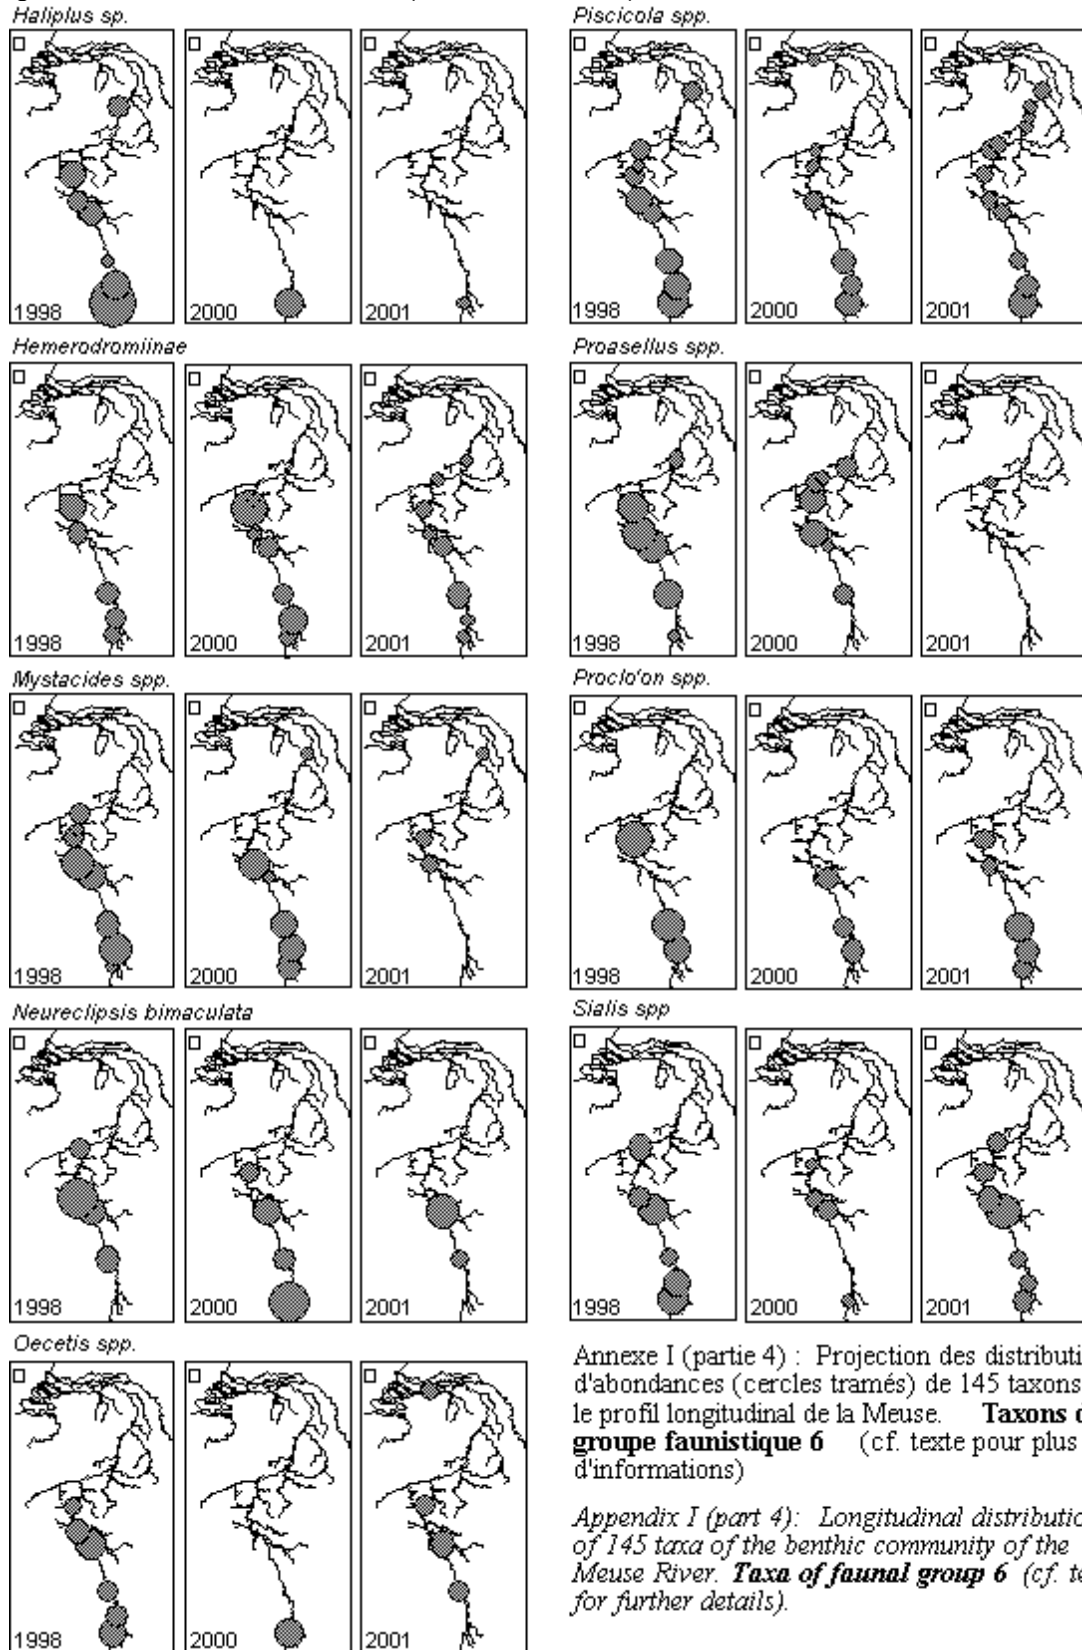 Haliplus sp.
1998
2000
2001
Piscicola spp.
1998
2000
2001
Hemerodromiinae
1998
2000
2001
Proasellus spp.
1998
2000
2001
Mystacides spp.
1998
2000
2001
Proclo'on spp.
1998
2000
2001
Neureclipsis bimaculata
1998
2000
2001
Sialis spp
1998
2000
2001
Oecetis spp.
1998
2000
2001
Annexe I (partie 4) : Projection des distributi
d'abondances (cercles tramés) de 145 taxons
le profil longitudinal de la Meuse. Taxons d
groupe faunistique 6 (cf. texte pour plus
d'informations)
Appendix I (part 4): Longitudinal distributio
of 145 taxa of the benthic community of the
Meuse River. Taxa of faunal group 6 (cf. te
for further details).